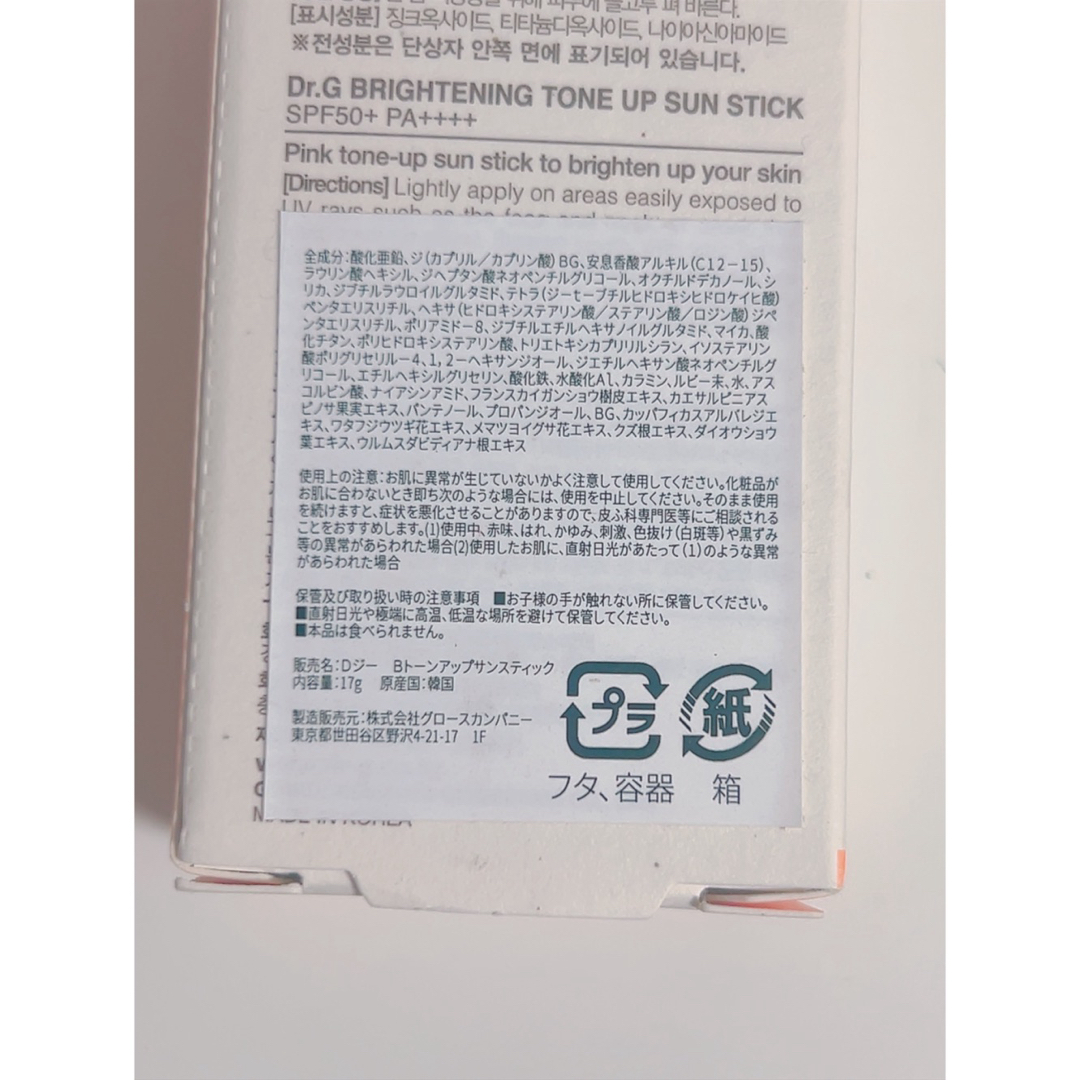 [표시성분] 징크옥사이드, 티타늄디옥사이드, 나이아신아마이드
※전성분은 단상자 안쪽 면에 표기되어 있습니다.
Dr.G BRIGHTENING TONE UP SUN STICK
SPF50+ PA++++
Pink tone-up sun stick to brighten up your skin
[Directions] Lightly apply on areas easily exposed to
UV rays such as the face and
全成分:酸化亜鉛、ジ(カプリル/カプリン酸)BG、安息香酸アルキル(C12-15)、
ラウリン酸ヘキシル、ジヘプタン酸ネオペンチルグリコール、オクチルドデカノール、シ
リカ、ジブチルラウロイルグルタミド、テトラ(ジーt-ブチルヒドロキシヒドロケイヒ酸)
ペンタエリスリチル、ヘキサ(ヒドロキシステアリン酸/ステアリン酸/ロジン酸)ジペ
ンタエリスリチル、ポリアミド-8、ジブチルエチルヘキサノイルグルタミド、マイカ、酸
化チタン、ポリヒドロキシステアリン酸、トリエトキシカプリリルシラン、イソステアリン
酸ポリグリセリル-4、1,2-ヘキサンジオール、ジエチルヘキサン酸ネオペンチルグ
リコール、エチルヘキシルグリセリン、酸化鉄、水酸化Al、カラミン、ルビー末、水、アス
コルビン酸、ナイアシンアミド、フランスカイガンショウ樹皮エキス、カエサルピニアス
ピノサ果実エキス、パンテノール、プロパンジオール、BG、カッパフィカスアルバレジエ
キス、ワタフジウツギ花エキス、メマツヨイグサ花エキス、クズ根エキス、ダイオウショウ
葉エキス、ウルムスダビディアナ根エキス
使用上の注意:お肌に異常が生じていないかよく注意して使用してください。化粧品が
お肌に合わないとき即ち次のような場合には、使用を中止してください。そのまま使用
を続けますと、症状を悪化させることがありますので、皮ふ科専門医等にご相談される
ことをおすすめします。(1)使用中、赤味、はれ、かゆみ、刺激、色抜け(白斑等)や黒ずみ
等の異常があらわれた場合(2)使用したお肌に、直射日光があたって(1)のような異常
があらわれた場合
保管及び取り扱い時の注意事項 ■お子様の手が触れない所に保管してください。
■直射日光や極端に高温、低温な場所を避けて保管してください。
■本品は食べられません。
販売名:Dジー Bトーンアップサンスティック
内容量:17g 原産国:韓国
製造販売元:株式会社グロースカンパニー
東京都世田谷区野沢4-21-17 1F
プラ 紙
フタ、容器 箱
MADE IN KOREA